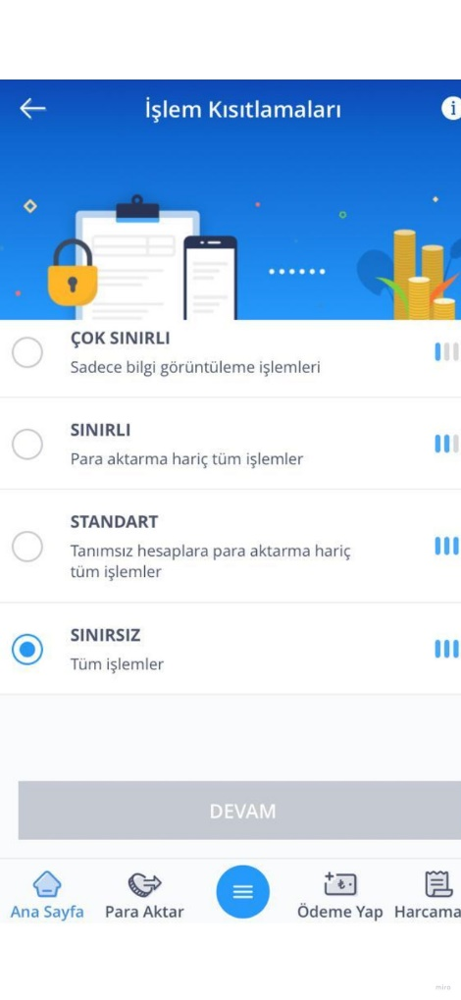 İşlem Kısıtlamaları
ÇOK SINIRLI
Sadece bilgi görüntüleme işlemleri
SINIRLI
Para aktarma hariç tüm işlemler
STANDART
Tanımsız hesaplara para aktarma hariç
tüm işlemler
SINIRSIZ
Tüm işlemler
DEVAM
Ana Sayfa Para Aktar Ödeme Yap Harcama
miro